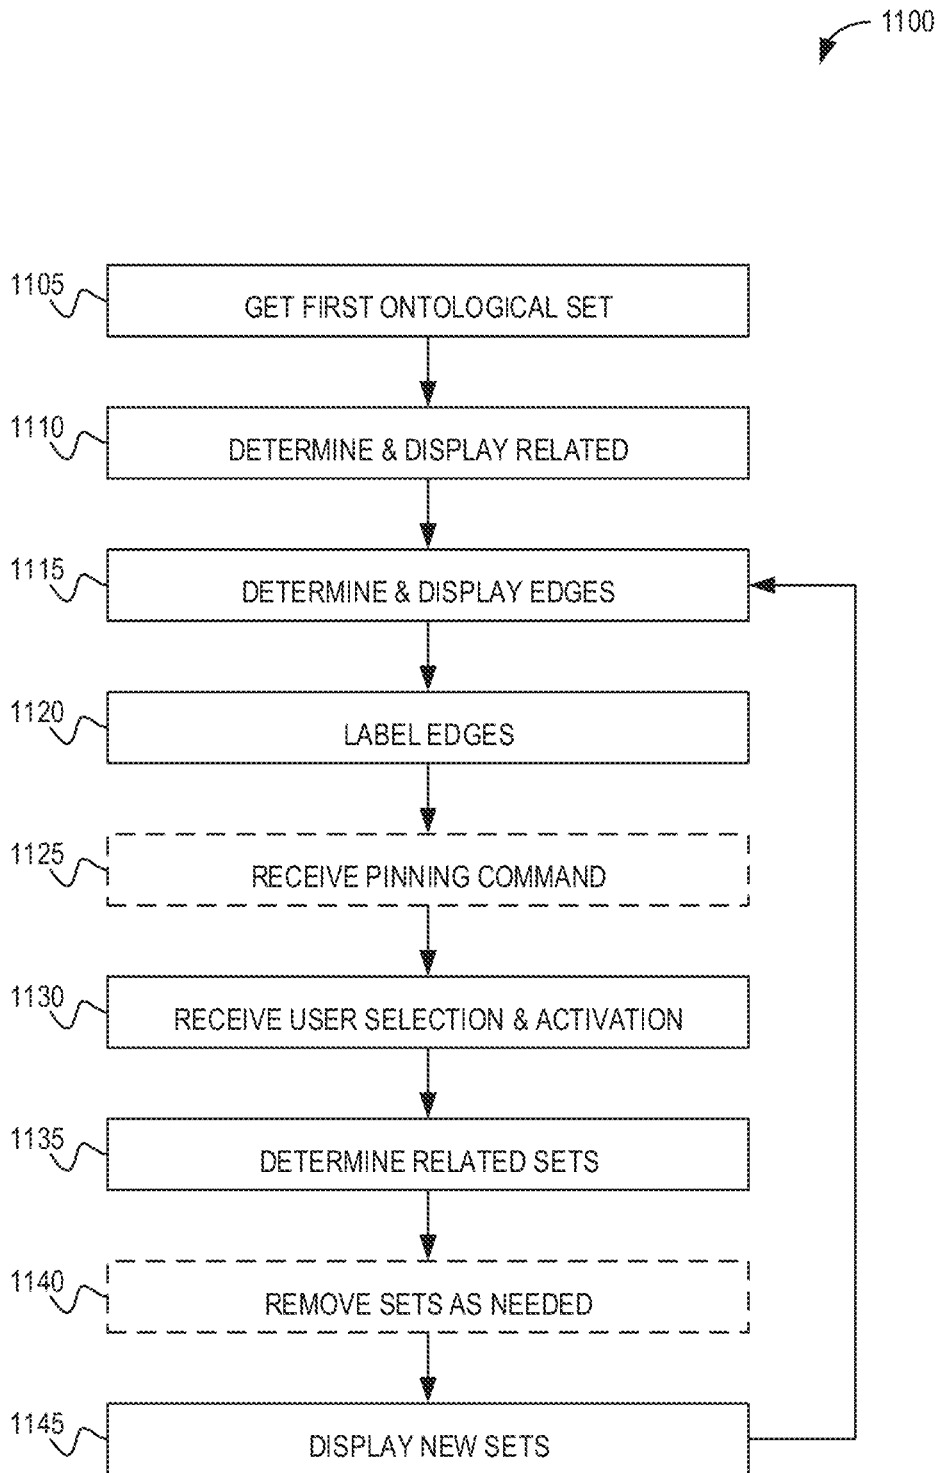 1100
1105
GET FIRST ONTOLOGICAL SET
1110
DETERMINE & DISPLAY RELATED
1115
DETERMINE & DISPLAY EDGES
1120
LABEL EDGES
1125
RECEIVE PINNING COMMAND
1130
RECEIVE USER SELECTION & ACTIVATION
1135
DETERMINE RELATED SETS
1140
REMOVE SETS AS NEEDED
1145
DISPLAY NEW SETS